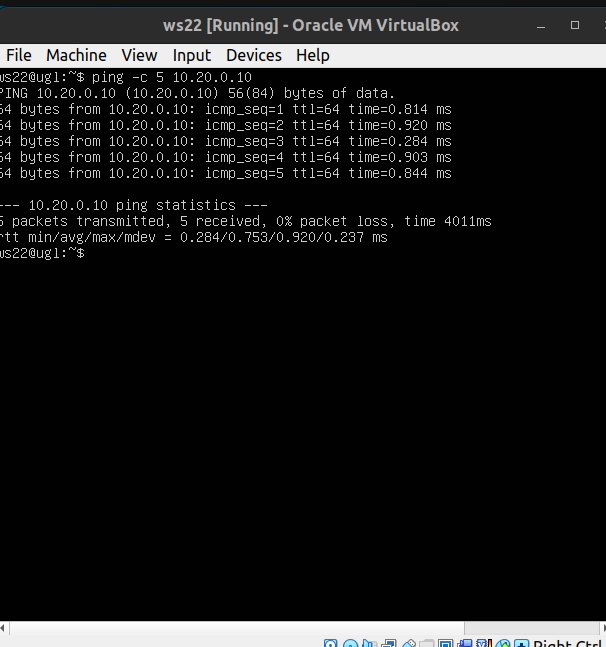 ws22 [Running] - Oracle VM VirtualBox
File Machine View Input Devices Help
ws22@ugl:~$ ping -c 5 10.20.0.10
PING 10.20.0.10 (10.20.0.10) 56(84) bytes of data.
64 bytes from 10.20.0.10: icmp_seq=1 ttl=64 time=0.814 ms
64 bytes from 10.20.0.10: icmp_seq=2 ttl=64 time=0.920 ms
64 bytes from 10.20.0.10: icmp_seq=3 ttl=64 time=0.284 ms
64 bytes from 10.20.0.10: icmp_seq=4 ttl=64 time=0.903 ms
64 bytes from 10.20.0.10: icmp_seq=5 ttl=64 time=0.844 ms
--- 10.20.0.10 ping statistics ---
5 packets transmitted, 5 received, 0% packet loss, time 4011ms
rtt min/avg/max/mdev = 0.284/0.753/0.920/0.237 ms
ws22@ugl:~$
Right Ctrl